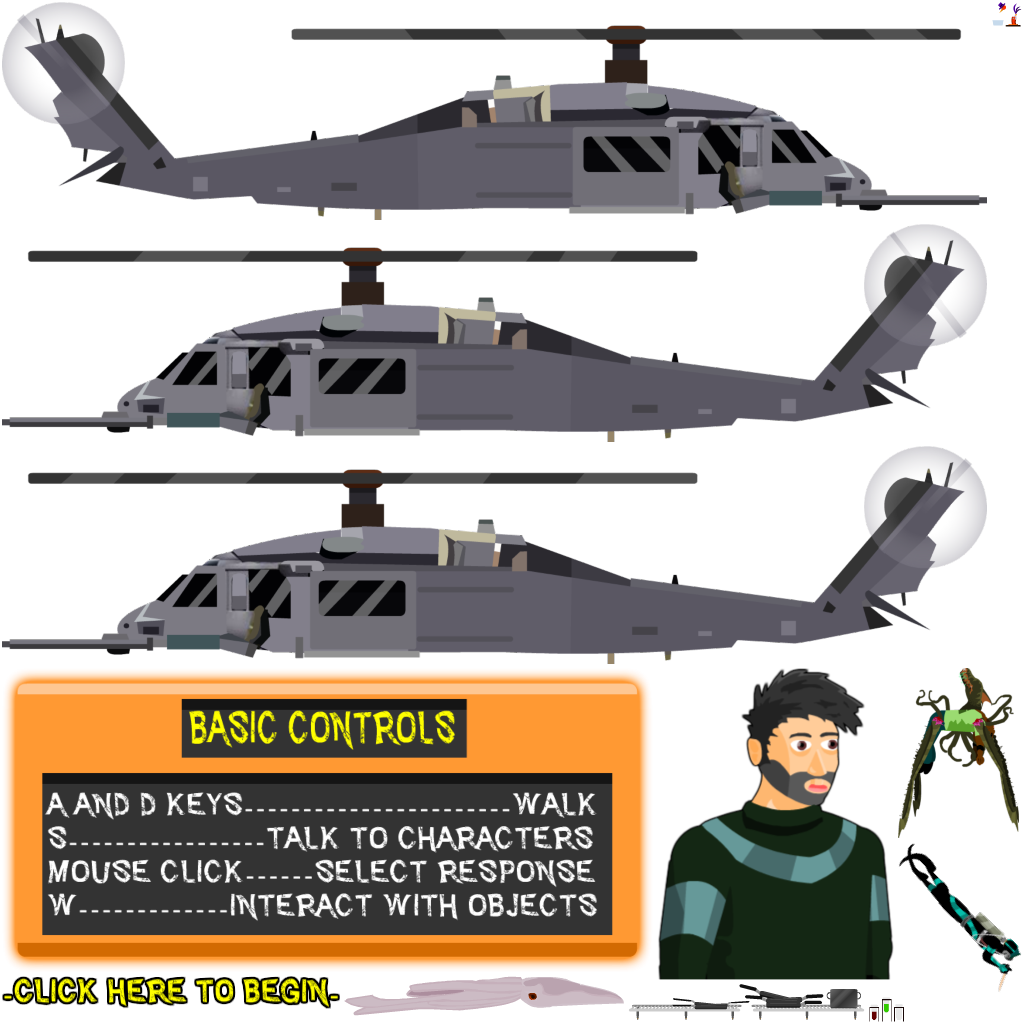 BASIC CONTROLS
A AND D KEYS-----------------------WALK
S-----------------TALK TO CHARACTERS
MOUSE CLICK------SELECT RESPONSE
W-------------INTERACT WITH OBJECTS
-CLICK HERE TO BEGIN-